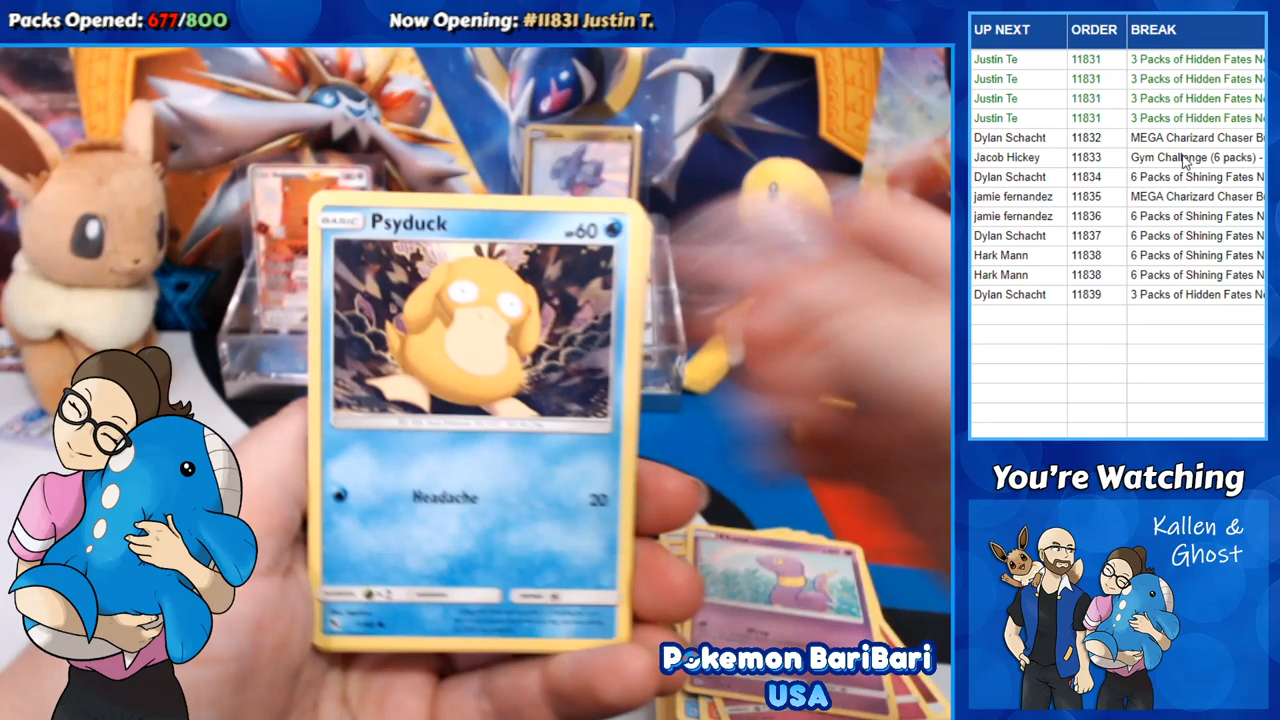 Packs Opened: 677/800
Now Opening: #11831 Justin T.
UP NEXT ORDER BREAK
Justin Te 11831 3 Packs of Hidden Fates N
Justin Te 11831 3 Packs of Hidden Fates N
Justin Te 11831 3 Packs of Hidden Fates N
Justin Te 11831 3 Packs of Hidden Fates N
Dylan Schacht 11832 MEGA Charizard Chaser B
Jacob Hickey 11833 Gym Challenge (6 packs) -
Dylan Schacht 11834 6 Packs of Shining Fates N
jamie fernandez 11835 MEGA Charizard Chaser B
jamie fernandez 11836 6 Packs of Shining Fates N
Dylan Schacht 11837 6 Packs of Shining Fates N
Hark Mann 11838 6 Packs of Shining Fates N
Hark Mann 11838 6 Packs of Shining Fates N
Dylan Schacht 11839 3 Packs of Hidden Fates N
BASIC Psyduck HP60
Headache 20
You're Watching
Kallen &
Ghost
Pokemon BariBari
USA